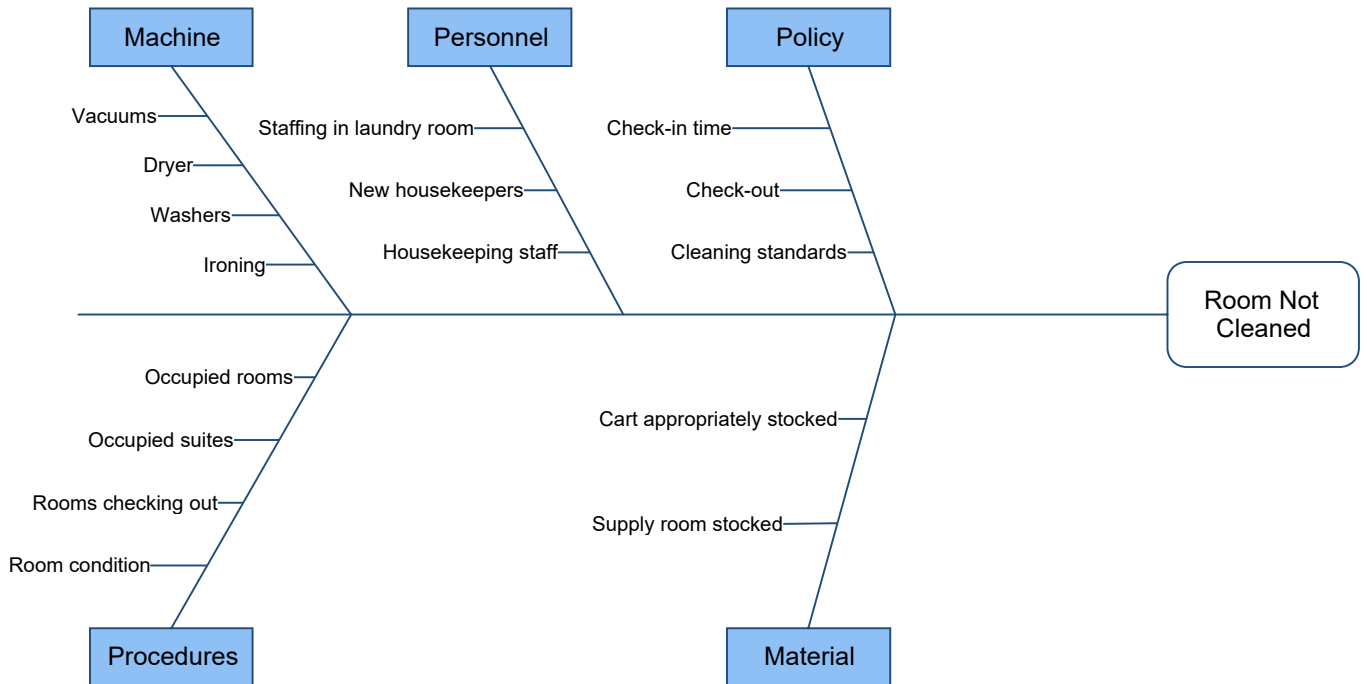 Machine
Personnel
Policy
Vacuums
Dryer
Washers
Ironing
Staffing in laundry room
New housekeepers
Housekeeping staff
Check-in time
Check-out
Cleaning standards
Room Not
Cleaned
Occupied rooms
Occupied suites
Rooms checking out
Room condition
Cart appropriately stocked
Supply room stocked
Procedures
Material